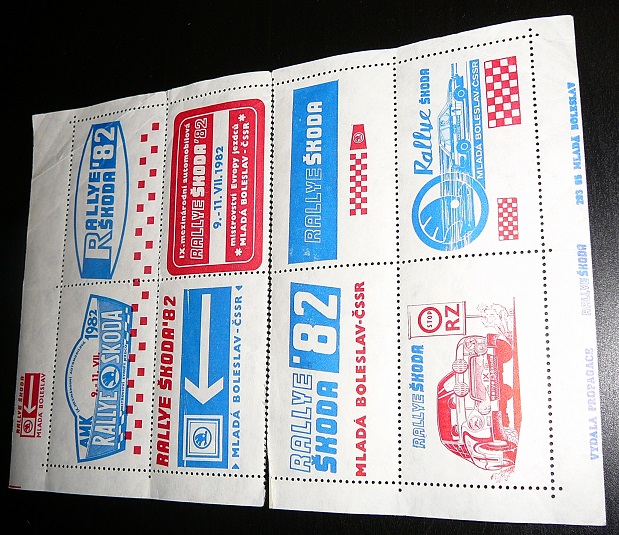 RALLYE
ŠKODA '82
IX. mezinárodní automobilová
RALLYE ŠKODA '82
9. - 11. VII. 1982
mistrovství Evropy jezdců
* MLADÁ BOLESLAV - ČSSR *
RALLYE ŠKODA
Rallye ŠKODA
MLADÁ BOLESLAV-ČSSR
AMK
9.-11. VII.
1982
RALLYE ŠKODA
RALLYE ŠKODA '82
MLADÁ BOLESLAV-ČSSR
RALLYE '82
ŠKODA
MLADÁ BOLESLAV-ČSSR
RALLYE ŠKODA
STOP
RZ
RALLYE ŠKODA
MLADÁ BOLESLAV
VYDALA PROPAGACE
RALLYE ŠKODA
293 05 MLADÁ BOLESLAV